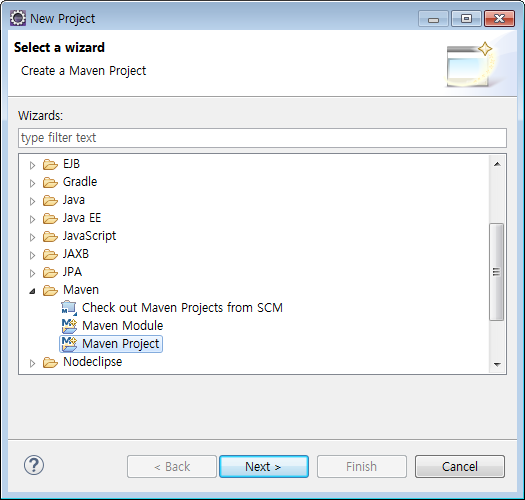 New Project
Select a wizard
Create a Maven Project
Wizards:
type filter text
EJB
Gradle
Java
Java EE
JavaScript
JAXB
JPA
Maven
Check out Maven Projects from SCM
Maven Module
Maven Project
Nodeclipse
? < Back Next > Finish Cancel